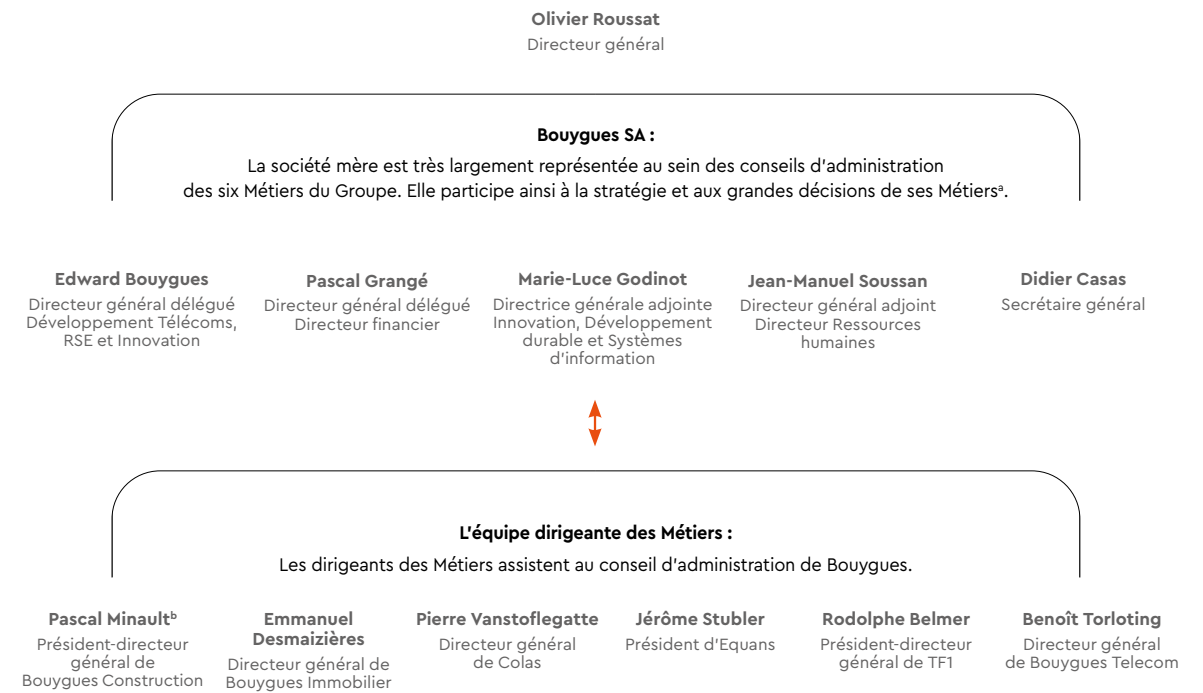 Olivier Roussat
Directeur général
Bouygues SA :
La société mère est très largement représentée au sein des conseils d'administration
des six Métiers du Groupe. Elle participe ainsi à la stratégie et aux grandes décisions de ses Métiersᵃ.
Edward Bouygues
Directeur général délégué
Développement Télécoms,
RSE et Innovation
Pascal Grangé
Directeur général délégué
Directeur financier
Marie-Luce Godinot
Directrice générale adjointe
Innovation, Développement
durable et Systèmes
d'information
Jean-Manuel Soussan
Directeur général adjoint
Directeur Ressources
humaines
Didier Casas
Secrétaire général
L'équipe dirigeante des Métiers :
Les dirigeants des Métiers assistent au conseil d'administration de Bouygues.
Pascal Minaultᵇ
Président-directeur
général de
Bouygues Construction
Emmanuel
Desmaizières
Directeur général de
Bouygues Immobilier
Pierre Vanstoflegatte
Directeur général
de Colas
Jérôme Stubler
Président d'Equans
Rodolphe Belmer
Président-directeur
général de TF1
Benoît Torloting
Directeur général
de Bouygues Telecom